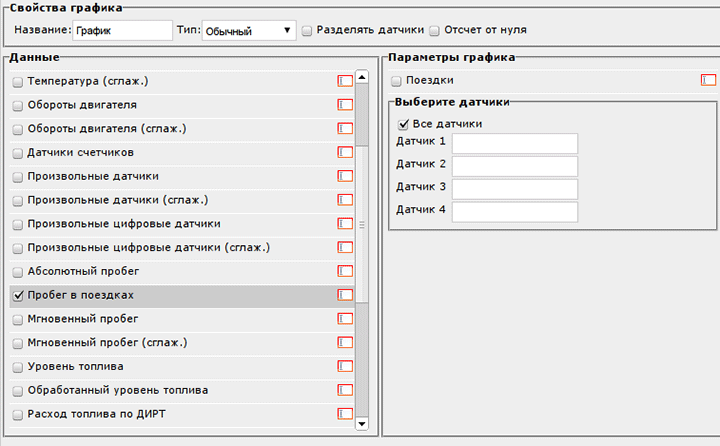 Свойства графика
Название: График Тип: Обычный Разделять датчики Отсчет от нуля
Данные
Температура (сглаж.)
Обороты двигателя
Обороты двигателя (сглаж.)
Датчики счетчиков
Произвольные датчики
Произвольные датчики (сглаж.)
Произвольные цифровые датчики
Произвольные цифровые датчики (сглаж.)
Абсолютный пробег
Пробег в поездках
Мгновенный пробег
Мгновенный пробег (сглаж.)
Уровень топлива
Обработанный уровень топлива
Расход топлива по ДИРТ
Параметры графика
Поездки
Выберите датчики
Все датчики
Датчик 1
Датчик 2
Датчик 3
Датчик 4